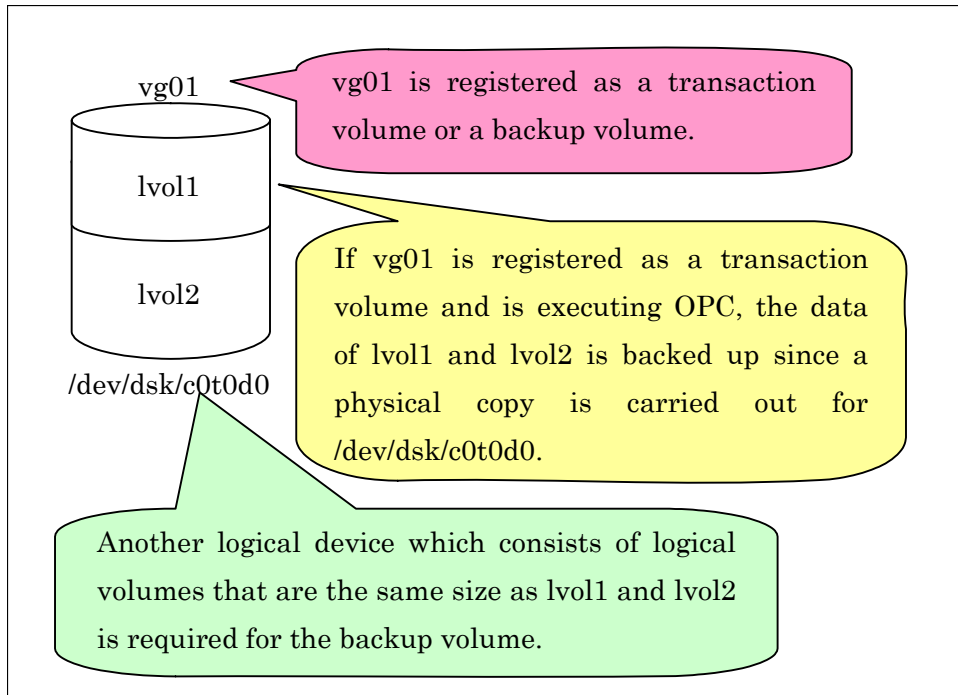 vg01
vg01 is registered as a transaction
volume or a backup volume.
lvol1
lvol2
/dev/dsk/c0t0d0
If vg01 is registered as a transaction
volume and is executing OPC, the data
of lvol1 and lvol2 is backed up since a
physical copy is carried out for
/dev/dsk/c0t0d0.
Another logical device which consists of logical
volumes that are the same size as lvol1 and lvol2
is required for the backup volume.